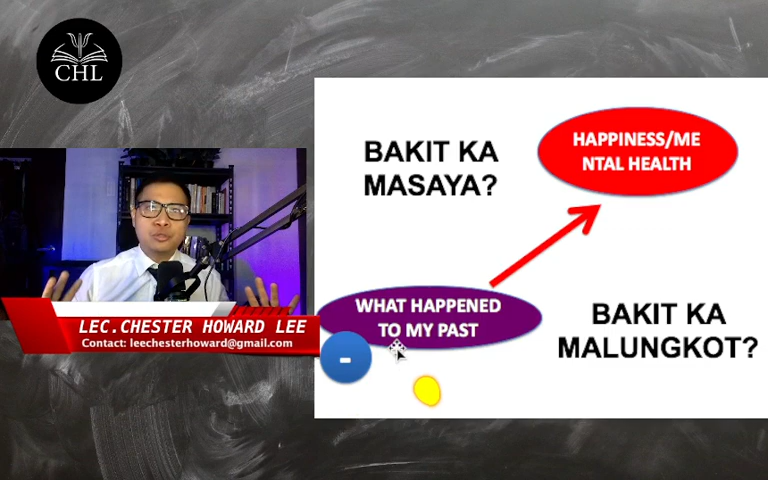 CHL
BAKIT KA
MASAYA?
HAPPINESS/ME
NTAL HEALTH
WHAT HAPPENED
TO MY PAST
-
BAKIT KA
MALUNGKOT?
LEC.CHESTER HOWARD LEE
Contact: leechesterhoward@gmail.com